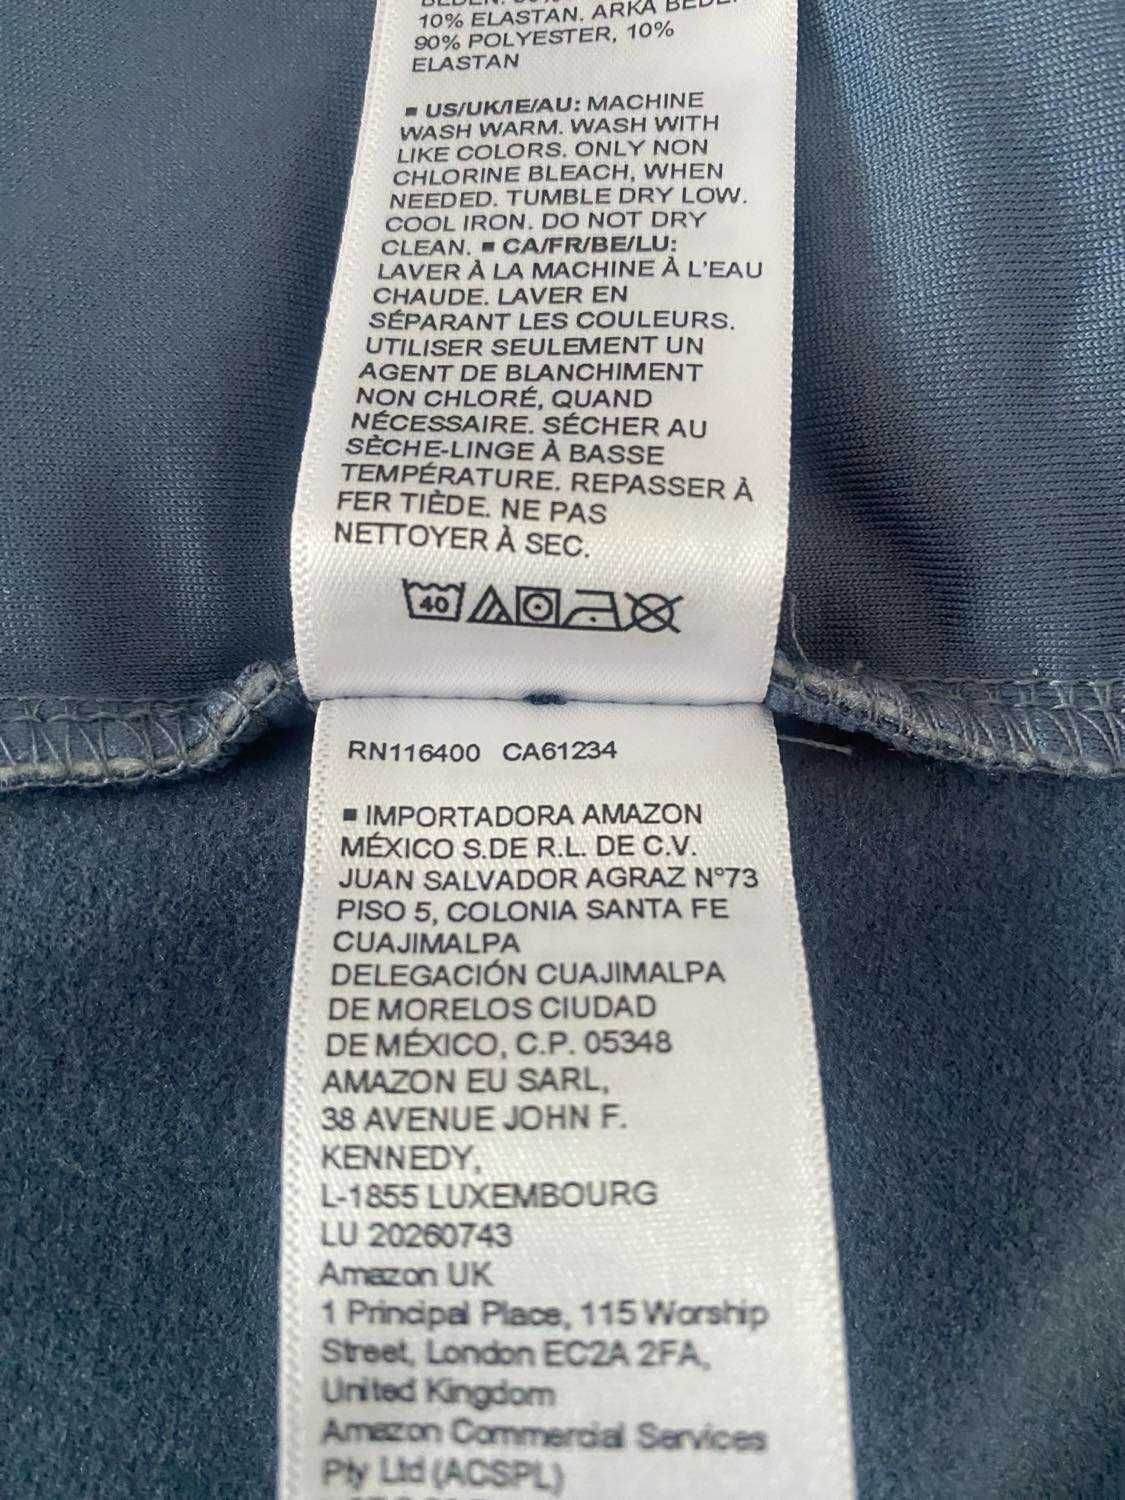 10% ELASTAN. ARKA
90% POLYESTER, 10%
ELASTAN
▪ US/UK/IE/AU: MACHINE
WASH WARM. WASH WITH
LIKE COLORS. ONLY NON
CHLORINE BLEACH, WHEN
NEEDED. TUMBLE DRY LOW.
COOL IRON. DO NOT DRY
CLEAN. ▪ CA/FR/BE/LU:
LAVER À LA MACHINE À L'EAU
CHAUDE. LAVER EN
SÉPARANT LES COULEURS.
UTILISER SEULEMENT UN
AGENT DE BLANCHIMENT
NON CHLORÉ, QUAND
NÉCESSAIRE. SÉCHER AU
SÈCHE-LINGE À BASSE
TEMPÉRATURE. REPASSER À
FER TIÈDE. NE PAS
NETTOYER À SEC.
40
RN116400 CA61234
▪ IMPORTADORA AMAZON
MÉXICO S.DE R.L. DE C.V.
JUAN SALVADOR AGRAZ N°73
PISO 5, COLONIA SANTA FE
CUAJIMALPA
DELEGACIÓN CUAJIMALPA
DE MORELOS CIUDAD
DE MÉXICO, C.P. 05348
AMAZON EU SARL,
38 AVENUE JOHN F.
KENNEDY,
L-1855 LUXEMBOURG
LU 20260743
Amazon UK
1 Principal Place, 115 Worship
Street, London EC2A 2FA,
United Kingdom
Amazon Commercial Services
Pty Ltd (ACSPL)